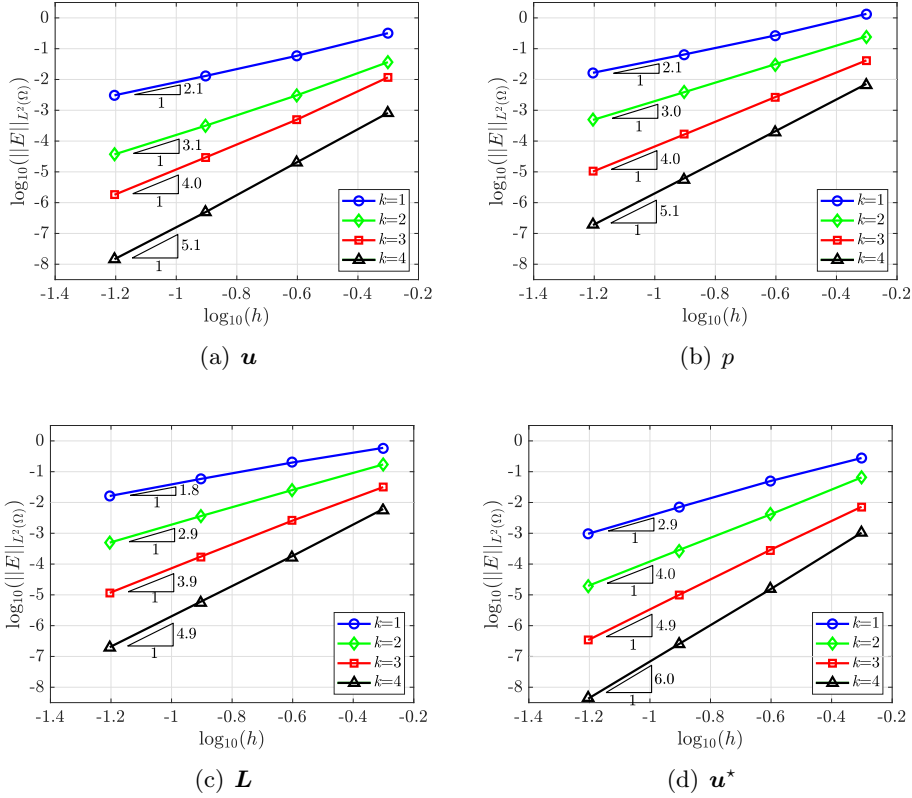 0
-1
-2
-3
-4
-5
-6
-7
-8
log₁₀(||E||_{L²(Ω)})
2.1
1
3.1
1
4.0
1
5.1
1
k=1
k=2
k=3
k=4
-1.4 -1.2 -1 -0.8 -0.6 -0.4 -0.2
log₁₀(h)
(a) u
0
-1
-2
-3
-4
-5
-6
-7
-8
log₁₀(||E||_{L²(Ω)})
2.1
1
3.0
1
4.0
1
5.1
1
k=1
k=2
k=3
k=4
-1.4 -1.2 -1 -0.8 -0.6 -0.4 -0.2
log₁₀(h)
(b) p
0
-1
-2
-3
-4
-5
-6
-7
-8
log₁₀(||E||_{L²(Ω)})
1.8
1
2.9
1
3.9
1
4.9
1
k=1
k=2
k=3
k=4
-1.4 -1.2 -1 -0.8 -0.6 -0.4 -0.2
log₁₀(h)
(c) L
0
-1
-2
-3
-4
-5
-6
-7
-8
log₁₀(||E||_{L²(Ω)})
2.9
1
4.0
1
4.9
1
6.0
1
k=1
k=2
k=3
k=4
-1.4 -1.2 -1 -0.8 -0.6 -0.4 -0.2
log₁₀(h)
(d) u⋆